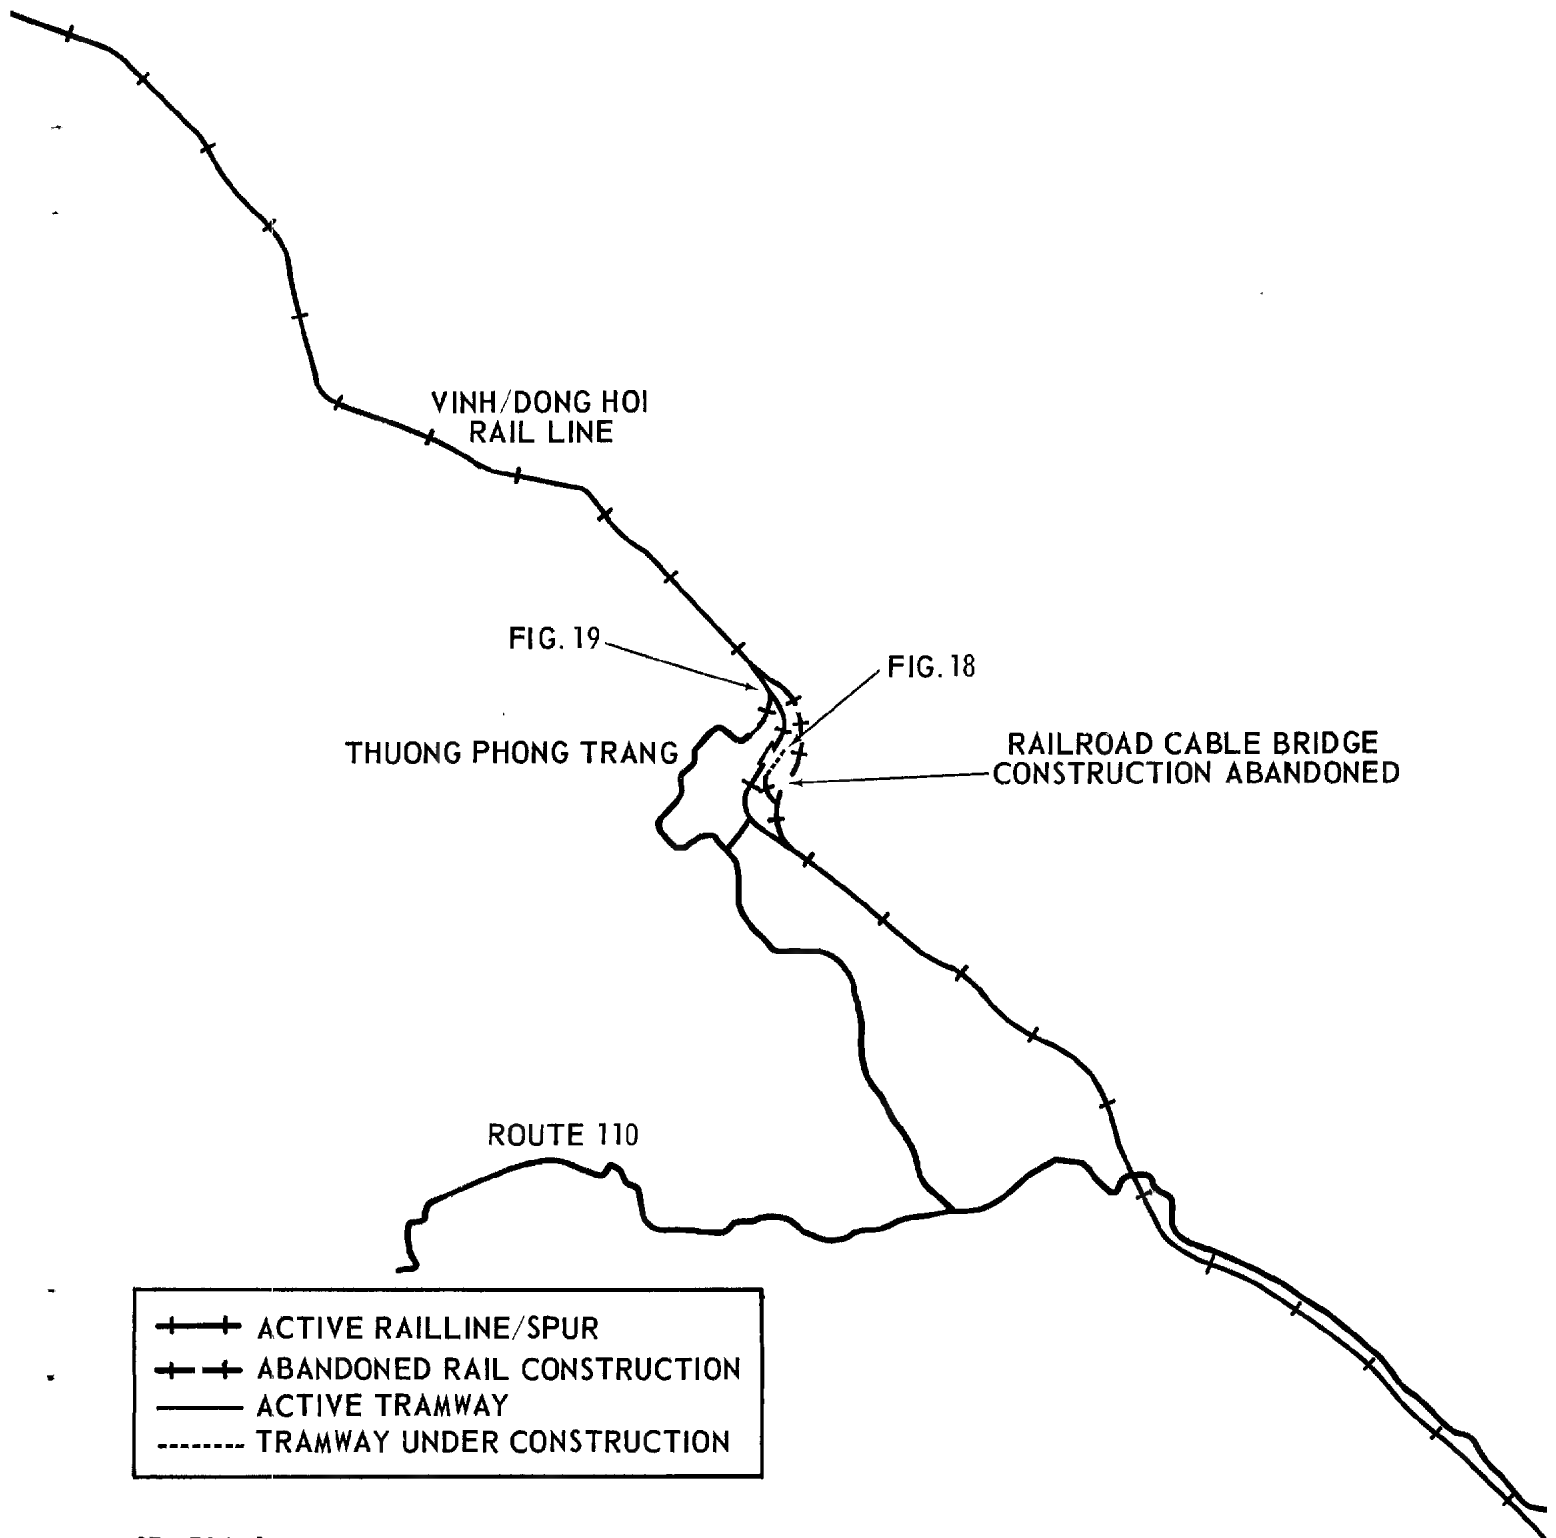 VINH/DONG HOI
RAIL LINE
FIG. 19
FIG. 18
THUONG PHONG TRANG
RAILROAD CABLE BRIDGE
CONSTRUCTION ABANDONED
ROUTE 110
ACTIVE RAILLINE/SPUR
ABANDONED RAIL CONSTRUCTION
ACTIVE TRAMWAY
TRAMWAY UNDER CONSTRUCTION